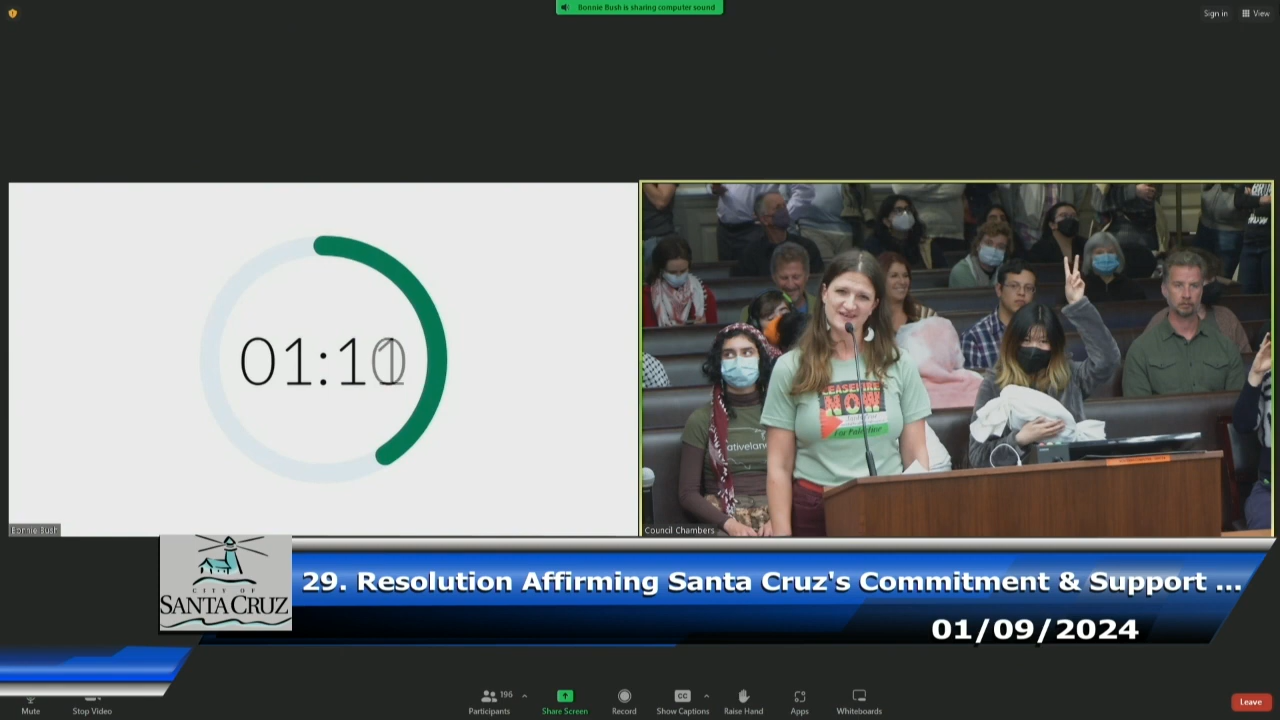 Bonnie Bush is sharing computer sound
Sign in
View
CEASEFIRE
NOW
For Palestine
Bonnie Bush
Council Chambers
CITY OF
SANTA CRUZ
29. Resolution Affirming Santa Cruz's Commitment & Support ...
01/09/2024
Mute
Stop Video
Participants
196
Share Screen
CC
Show Captions
Record
Raise Hand
Apps
Whiteboards
Leave